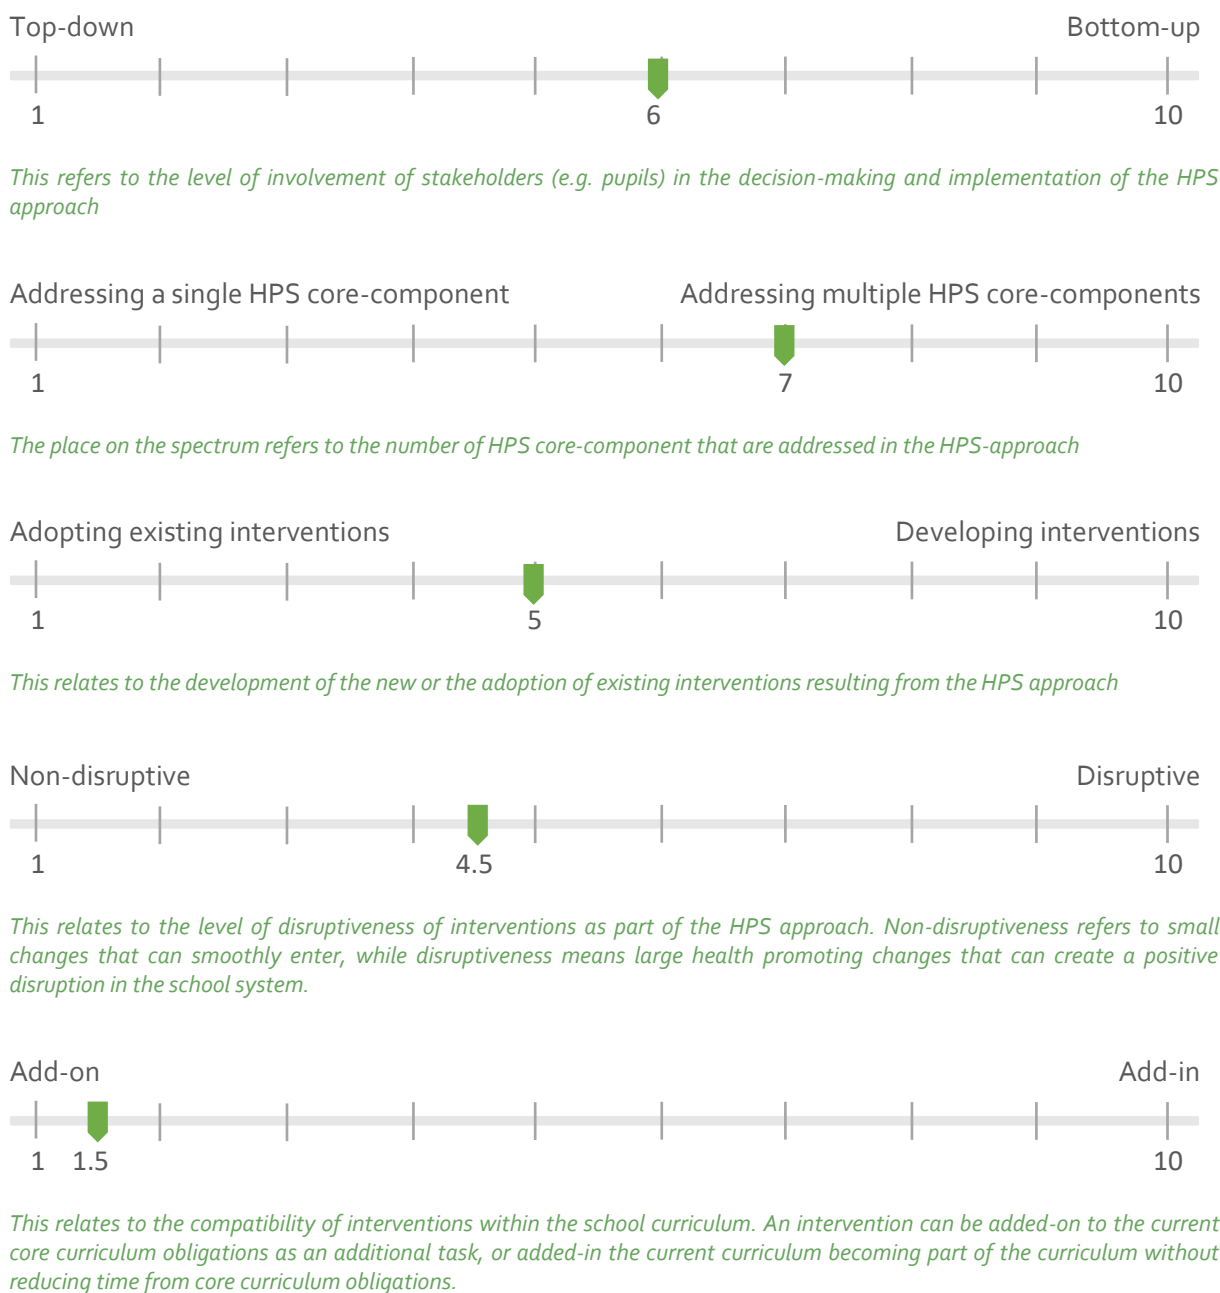 Top-down Bottom-up
1 6 10
This refers to the level of involvement of stakeholders (e.g. pupils) in the decision-making and implementation of the HPS
approach
Addressing a single HPS core-component Addressing multiple HPS core-components
1 7 10
The place on the spectrum refers to the number of HPS core-component that are addressed in the HPS-approach
Adopting existing interventions Developing interventions
1 5 10
This relates to the development of the new or the adoption of existing interventions resulting from the HPS approach
Non-disruptive Disruptive
1 4.5 10
This relates to the level of disruptiveness of interventions as part of the HPS approach. Non-disruptiveness refers to small
changes that can smoothly enter, while disruptiveness means large health promoting changes that can create a positive
disruption in the school system.
Add-on Add-in
1 1.5 10
This relates to the compatibility of interventions within the school curriculum. An intervention can be added-on to the current
core curriculum obligations as an additional task, or added-in the current curriculum becoming part of the curriculum without
reducing time from core curriculum obligations.